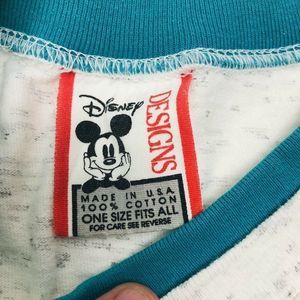 Disney
DESIGNS
MADE IN U.S.A.
100% COTTON
ONE SIZE FITS ALL
FOR CARE SEE REVERSE